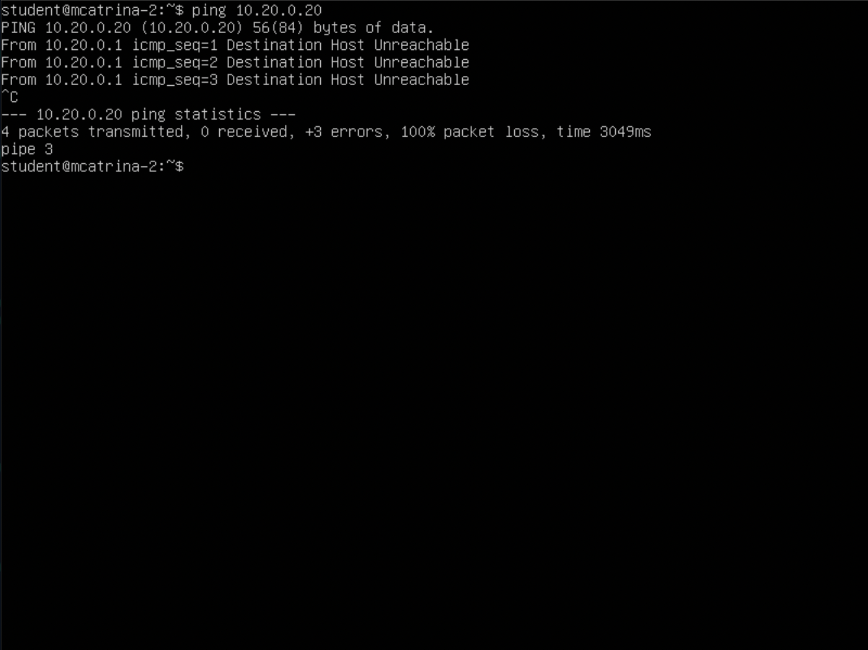 student@mcatrina-2:~$ ping 10.20.0.20
PING 10.20.0.20 (10.20.0.20) 56(84) bytes of data.
From 10.20.0.1 icmp_seq=1 Destination Host Unreachable
From 10.20.0.1 icmp_seq=2 Destination Host Unreachable
From 10.20.0.1 icmp_seq=3 Destination Host Unreachable
^C
--- 10.20.0.20 ping statistics ---
4 packets transmitted, 0 received, +3 errors, 100% packet loss, time 3049ms
pipe 3
student@mcatrina-2:~$